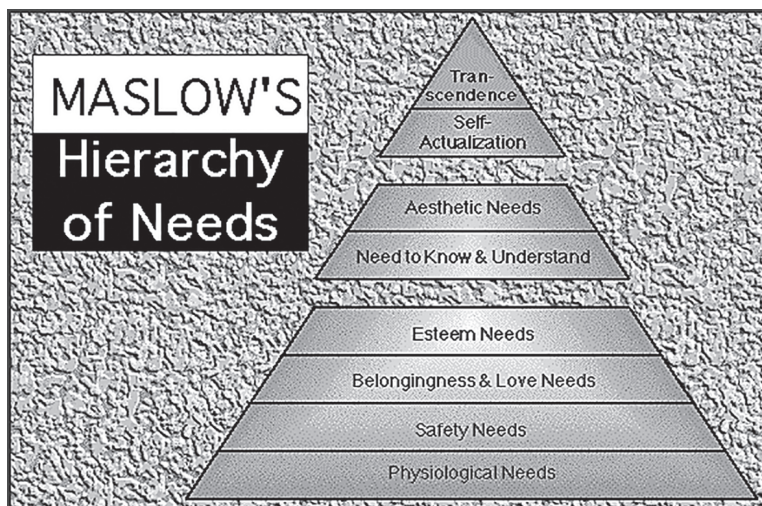 MASLOW'S
Hierarchy
of Needs
Tran-
scendence
Self-
Actualization
Aesthetic Needs
Need to Know & Understand
Esteem Needs
Belongingness & Love Needs
Safety Needs
Physiological Needs